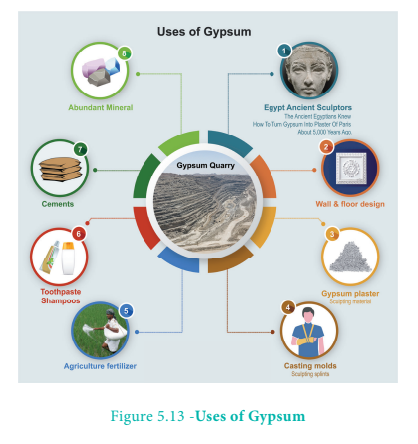 Uses of Gypsum
8
Abundant Mineral
1
Egypt Ancient Sculptors
The Ancient Egyptians Knew
How To Turn Gypsum Into Plaster Of Paris
About 5,000 Years Ago.
Gypsum Quarry
7
Cements
2
Wall & floor design
6
Toothpaste
Shampoos
3
Gypsum plaster
Sculpting material
5
Agriculture fertilizer
4
Casting molds
Sculpting splints
Figure 5.13 -Uses of Gypsum